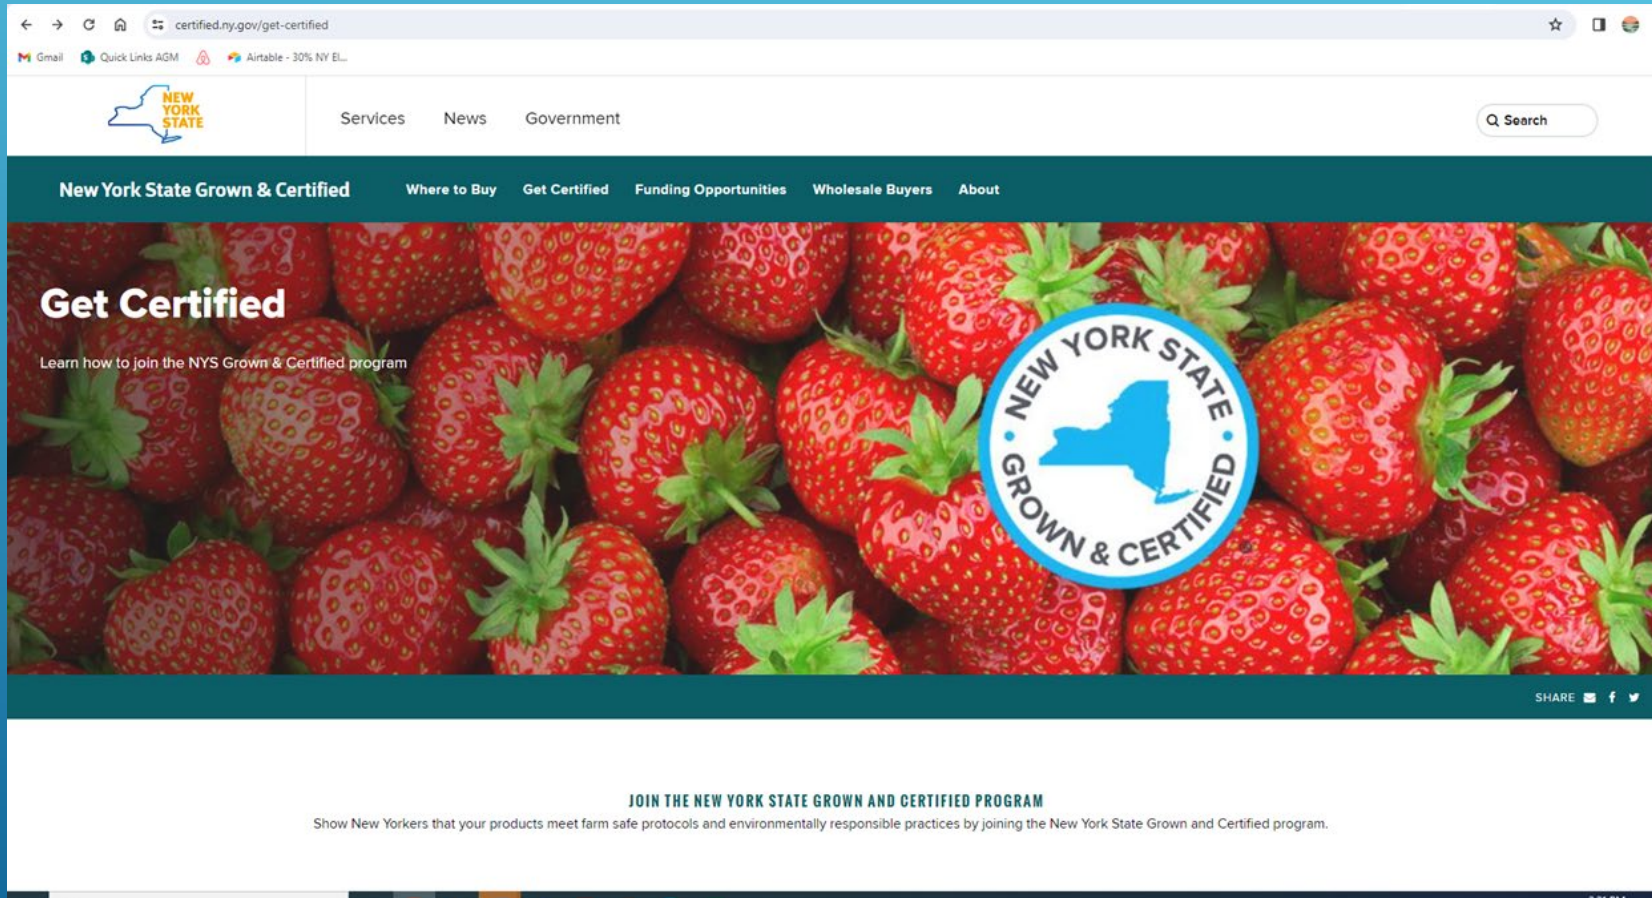 certified.ny.gov/get-certified
Gmail Quick Links AGM Airtable - 30% NY El...
NEW
YORK
STATE
Services News Government
Search
New York State Grown & Certified Where to Buy Get Certified Funding Opportunities Wholesale Buyers About
Get Certified
Learn how to join the NYS Grown & Certified program
NEW YORK STATE
GROWN & CERTIFIED
SHARE
JOIN THE NEW YORK STATE GROWN AND CERTIFIED PROGRAM
Show New Yorkers that your products meet farm safe protocols and environmentally responsible practices by joining the New York State Grown and Certified program.